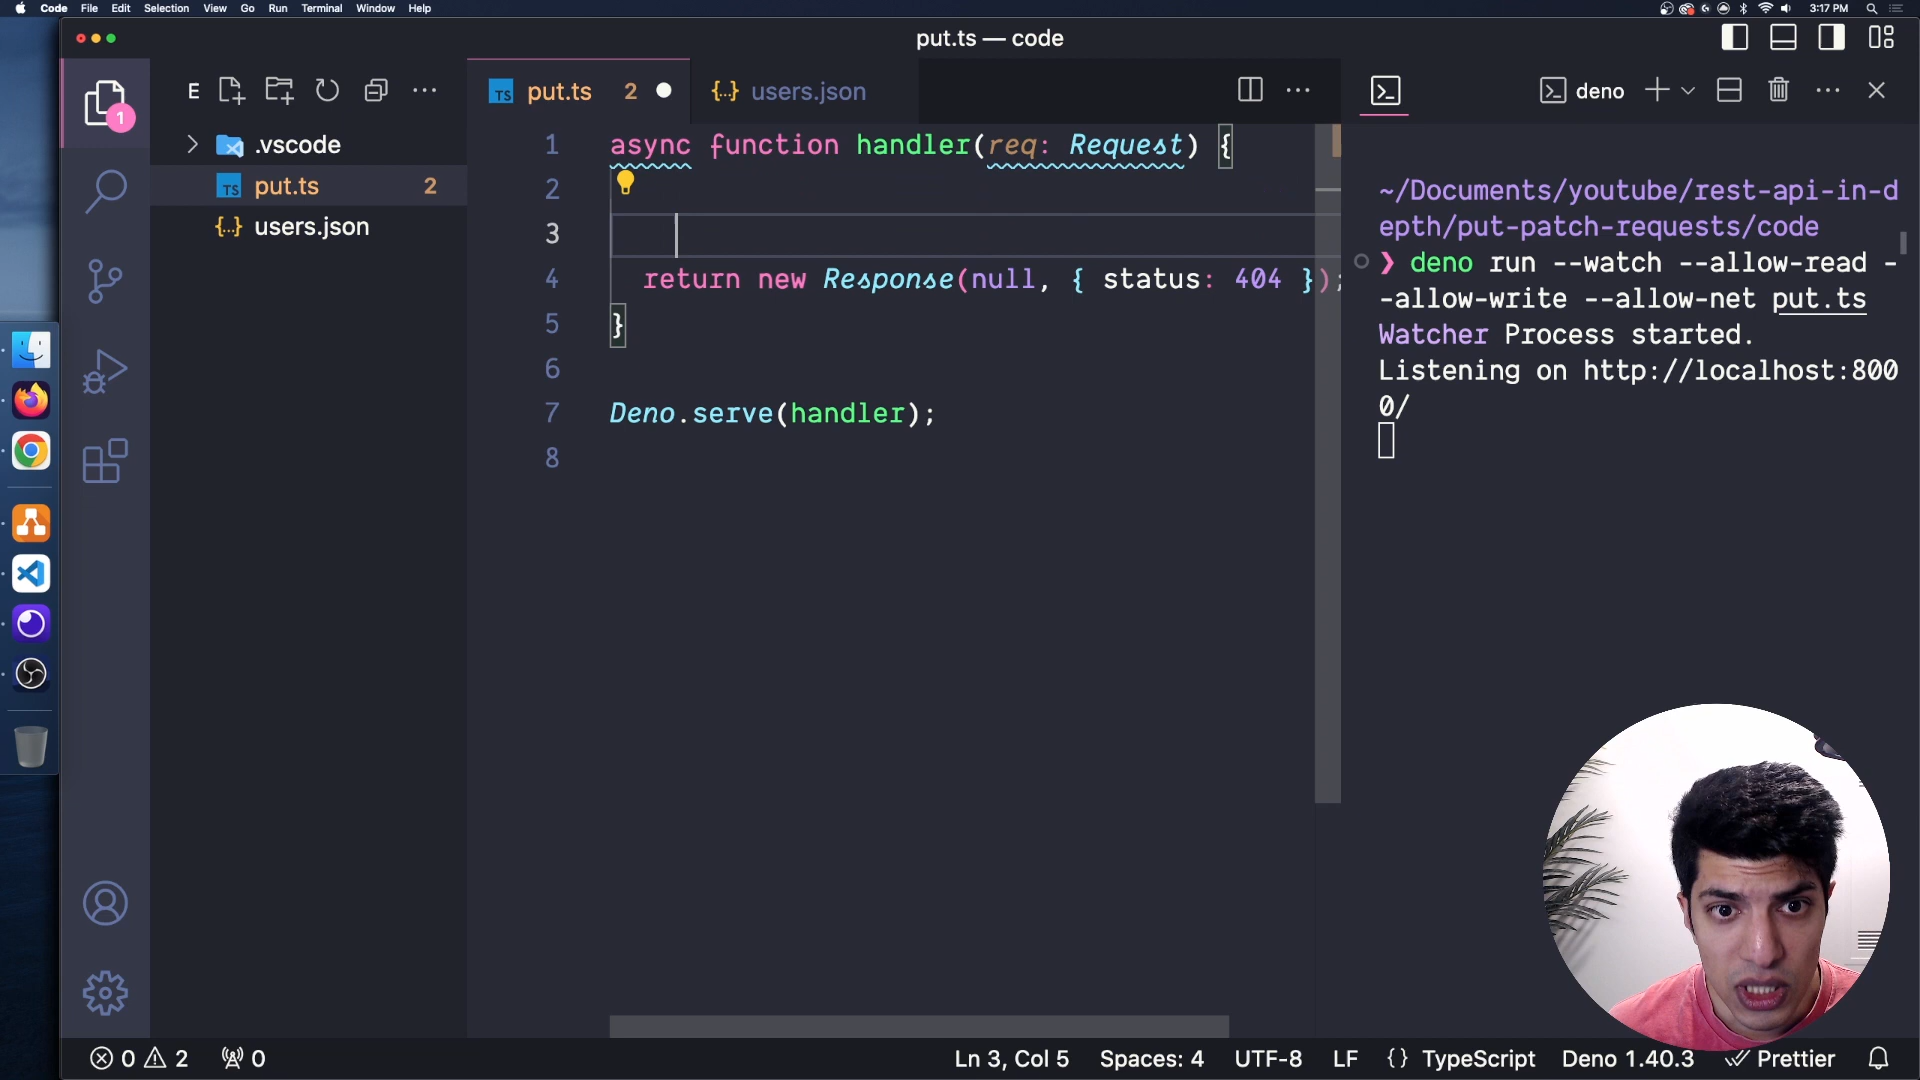 Code File Edit Selection View Go Run Terminal Window Help 3:17 PM
put.ts — code
E
put.ts 2
users.json
deno
1
.vscode
put.ts 2
users.json
1 async function handler(req: Request) {
2
3
4 return new Response(null, { status: 404 });
5 }
6
7 Deno.serve(handler);
8
~/Documents/youtube/rest-api-in-d
epth/put-patch-requests/code
❯ deno run --watch --allow-read -
-allow-write --allow-net put.ts
Watcher Process started.
Listening on http://localhost:800
0/
0 2 0 Ln 3, Col 5 Spaces: 4 UTF-8 LF {} TypeScript Deno 1.40.3 Prettier